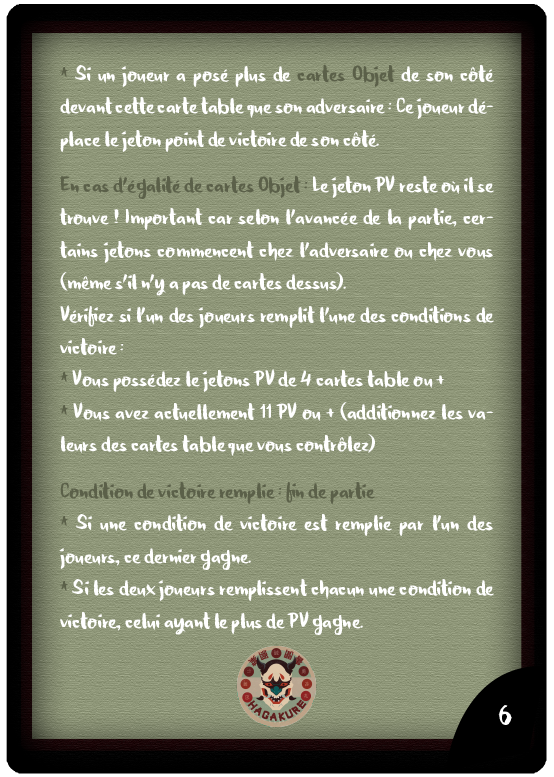 * Si un joueur a posé plus de cartes Objet de son côté
devant cette carte table que son adversaire : Ce joueur dé-
place le jeton point de victoire de son côté.
En cas d'égalité de cartes Objet : Le jeton PV reste où il se
trouve ! Important car selon l'avancée de la partie, cer-
tains jetons commencent chez l'adversaire ou chez vous
(même s'il n'y a pas de cartes dessus).
Vérifiez si l'un des joueurs remplit l'une des conditions de
victoire :
* Vous possédez le jetons PV de 4 cartes table ou +
* Vous avez actuellement 11 PV ou + (additionnez les va-
leurs des cartes table que vous contrôlez)
Condition de victoire remplie : fin de partie
* Si une condition de victoire est remplie par l'un des
joueurs, ce dernier gagne.
* Si les deux joueurs remplissent chacun une condition de
victoire, celui ayant le plus de PV gagne.
HAGAKURE
6